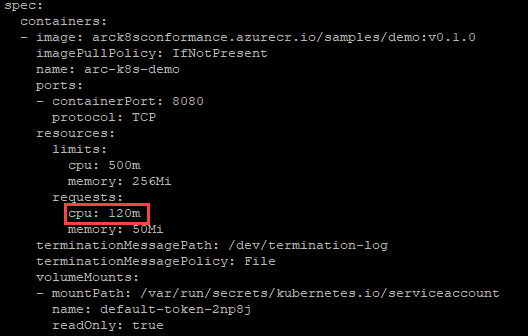 spec:
  containers:
  - image: arck8sconformance.azurecr.io/samples/demo:v0.1.0
    imagePullPolicy: IfNotPresent
    name: arc-k8s-demo
    ports:
    - containerPort: 8080
      protocol: TCP
    resources:
      limits:
        cpu: 500m
        memory: 256Mi
      requests:
        cpu: 120m
        memory: 50Mi
    terminationMessagePath: /dev/termination-log
    terminationMessagePolicy: File
    volumeMounts:
    - mountPath: /var/run/secrets/kubernetes.io/serviceaccount
      name: default-token-2np8j
      readOnly: true